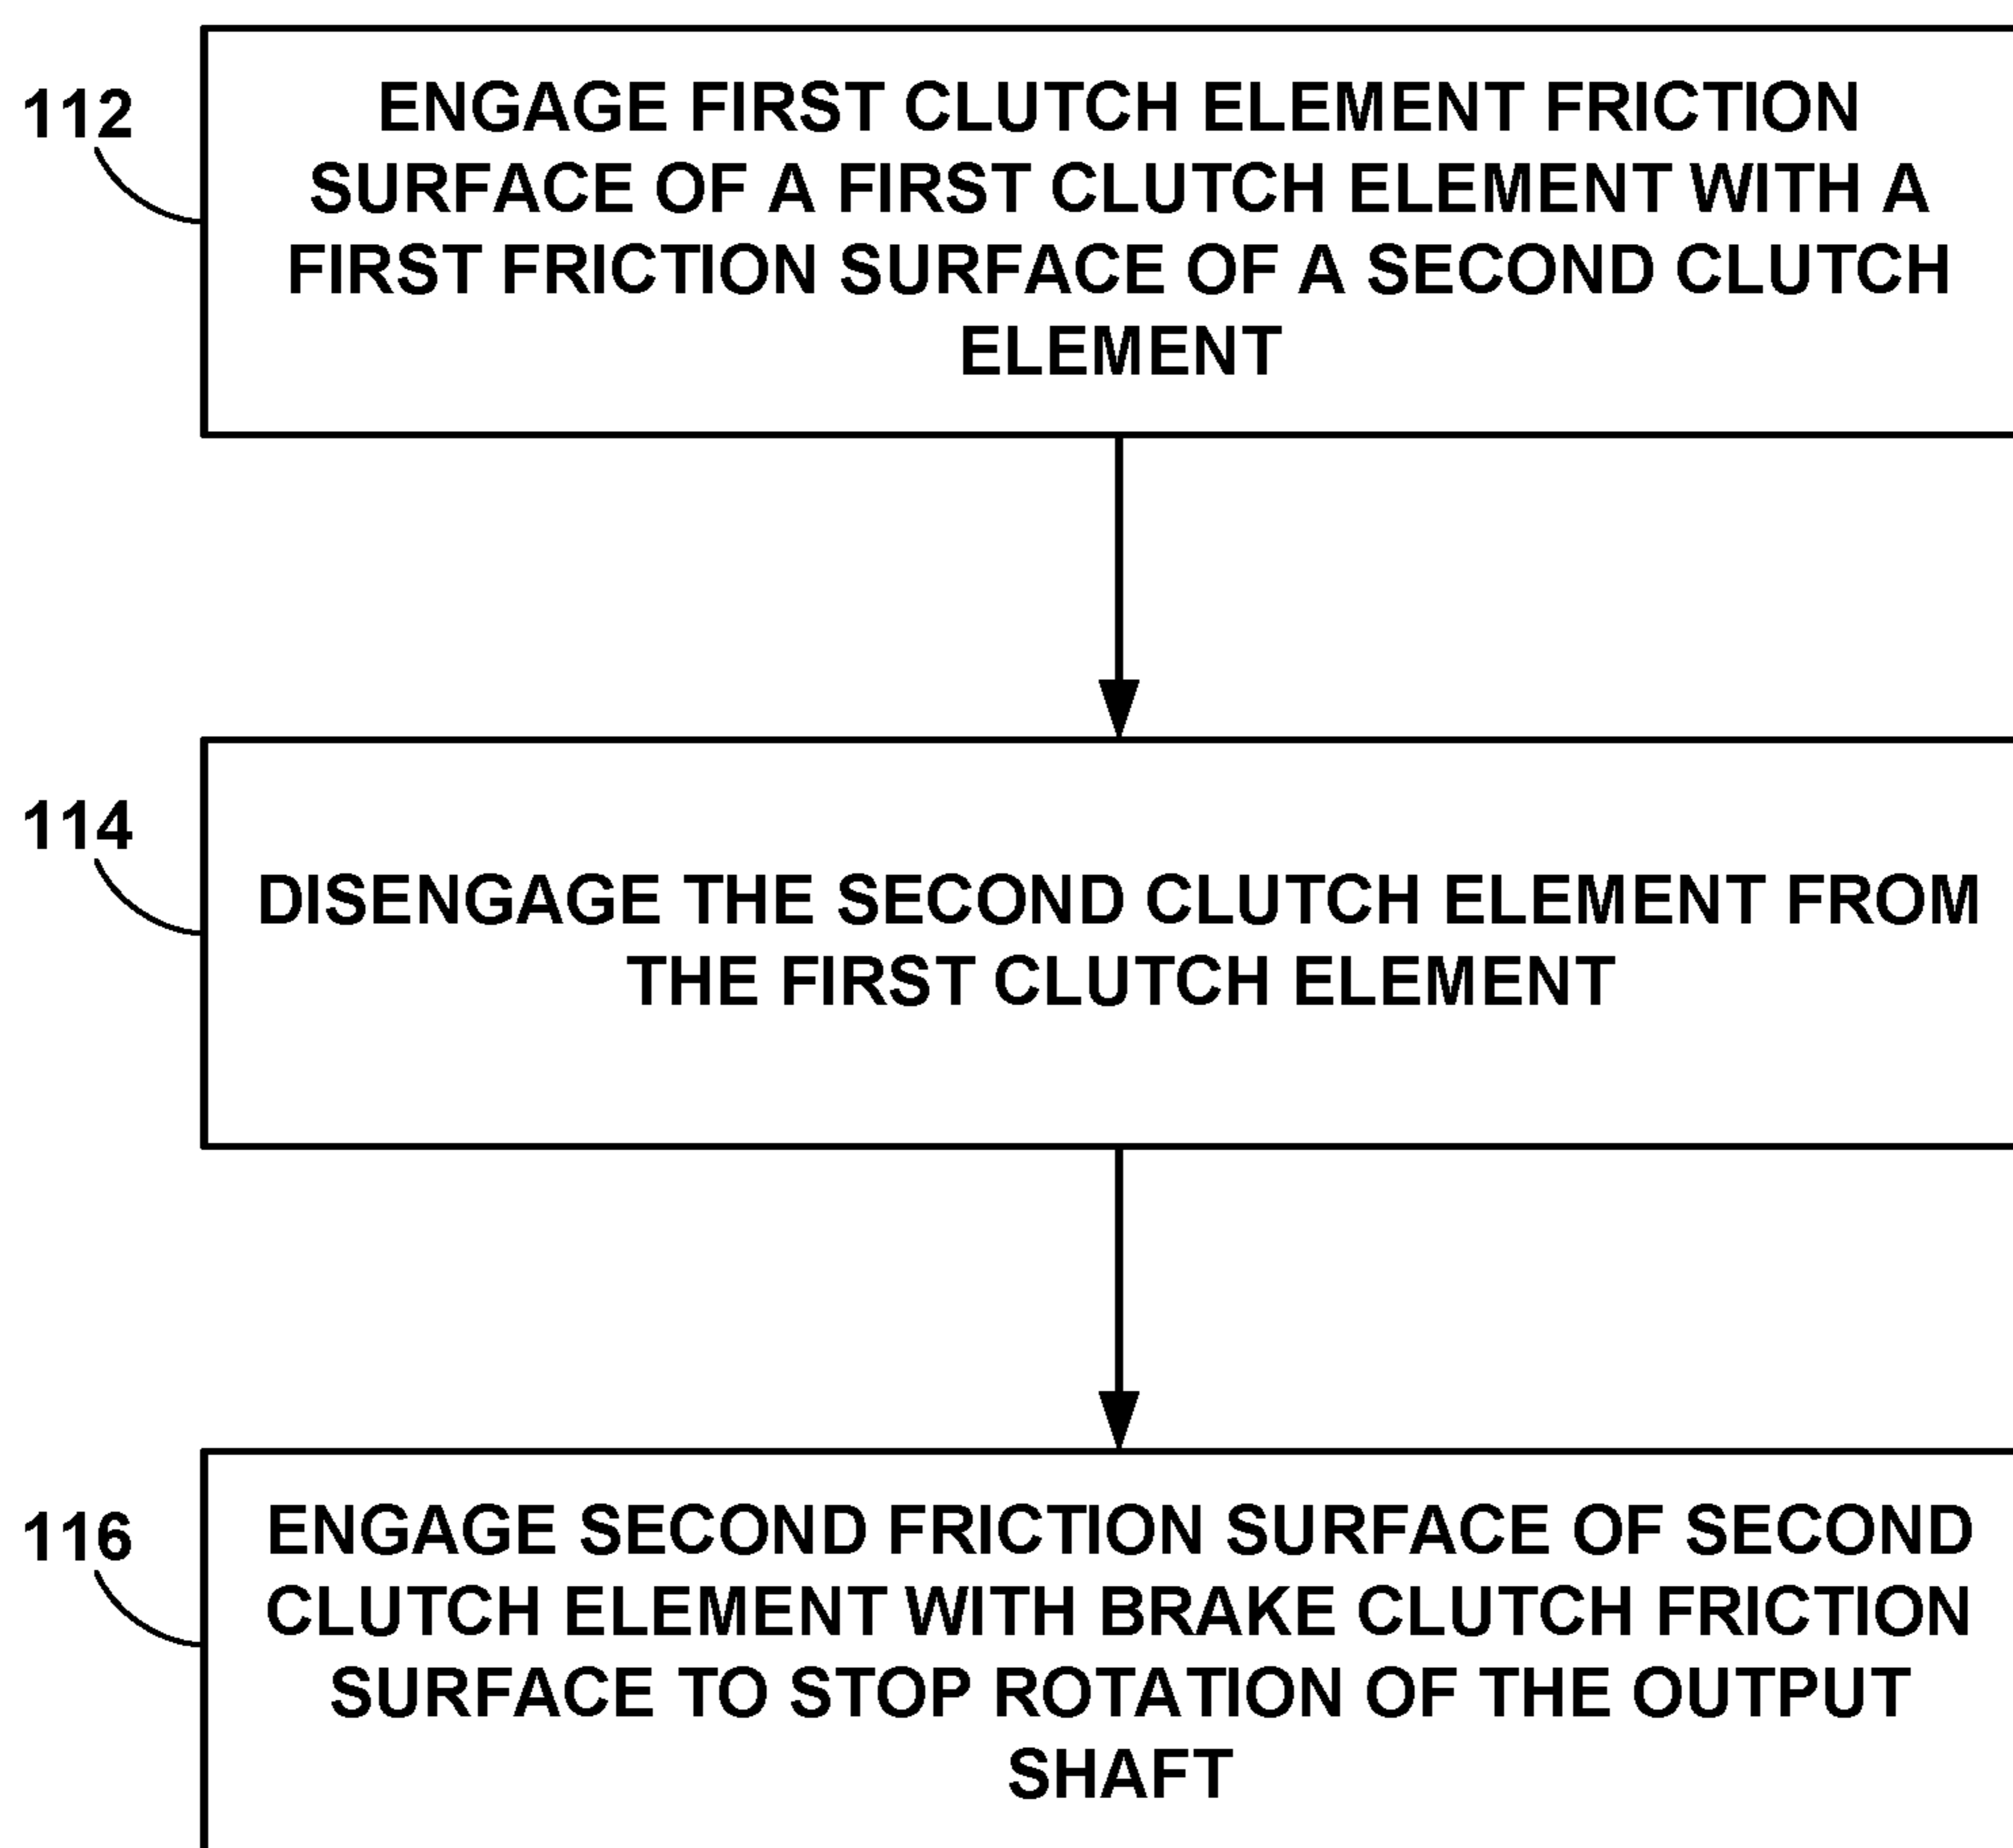 112
ENGAGE FIRST CLUTCH ELEMENT FRICTION
SURFACE OF A FIRST CLUTCH ELEMENT WITH A
FIRST FRICTION SURFACE OF A SECOND CLUTCH
ELEMENT
114
DISENGAGE THE SECOND CLUTCH ELEMENT FROM
THE FIRST CLUTCH ELEMENT
116
ENGAGE SECOND FRICTION SURFACE OF SECOND
CLUTCH ELEMENT WITH BRAKE CLUTCH FRICTION
SURFACE TO STOP ROTATION OF THE OUTPUT
SHAFT